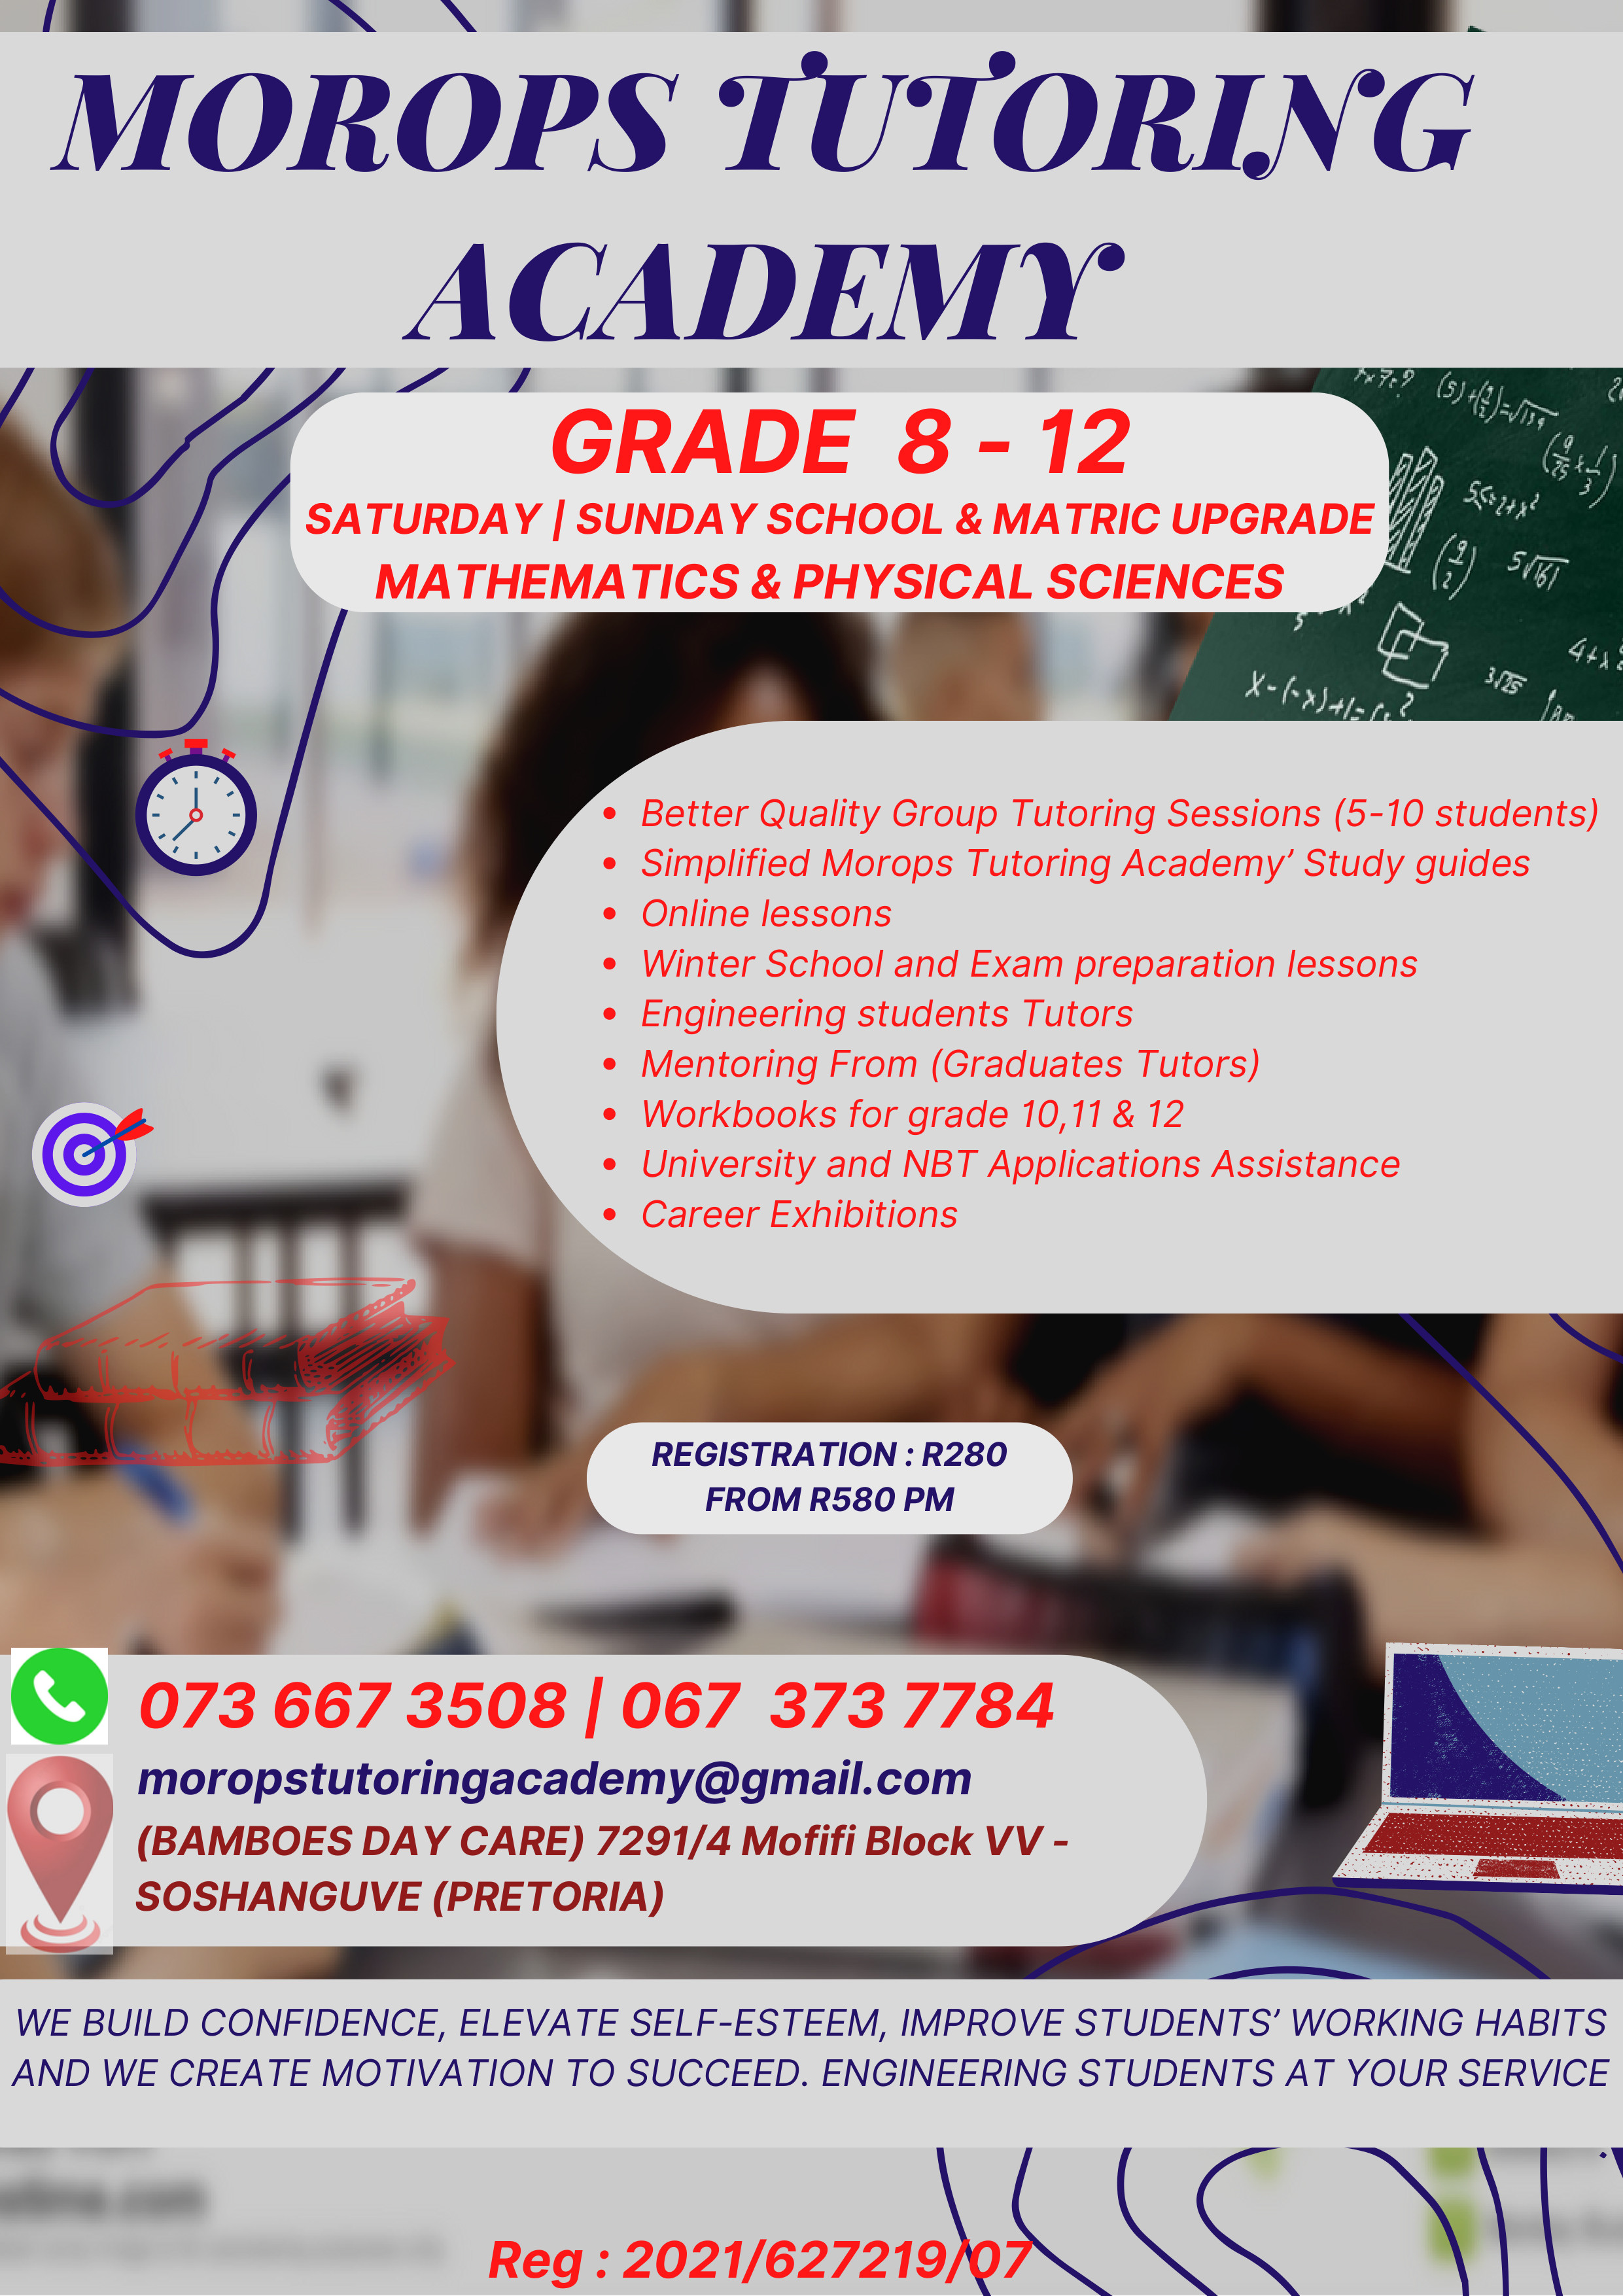 MOROPS TUTORING
ACADEMY
GRADE 8 - 12
SATURDAY | SUNDAY SCHOOL & MATRIC UPGRADE
MATHEMATICS & PHYSICAL SCIENCES
• Better Quality Group Tutoring Sessions (5-10 students)
• Simplified Morops Tutoring Academy’ Study guides
• Online lessons
• Winter School and Exam preparation lessons
• Engineering students Tutors
• Mentoring From (Graduates Tutors)
• Workbooks for grade 10,11 & 12
• University and NBT Applications Assistance
• Career Exhibitions
REGISTRATION : R280
FROM R580 PM
073 667 3508 | 067 373 7784
moropstutoringacademy@gmail.com
(BAMBOES DAY CARE) 7291/4 Mofifi Block VV -
SOSHANGUVE (PRETORIA)
WE BUILD CONFIDENCE, ELEVATE SELF-ESTEEM, IMPROVE STUDENTS’ WORKING HABITS
AND WE CREATE MOTIVATION TO SUCCEED. ENGINEERING STUDENTS AT YOUR SERVICE
Reg : 2021/627219/07